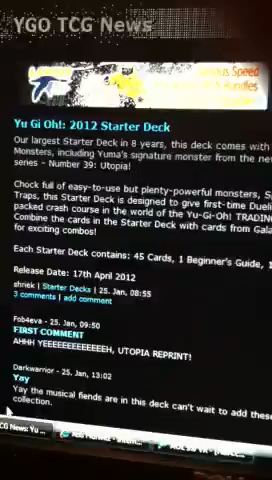 YGO TCG News
Speed
Bundles
Yu Gi Oh!: 2012 Starter Deck
Our largest Starter Deck in 8 years, this deck comes with
Monsters, including Yuma's signature monster from the ne
series - Number 39: Utopia!
Chock full of easy-to-use but plenty-powerful monsters, S
Traps, this Starter Deck is designed to give first-time Dueli
packed crash course in the world of the Yu-Gi-Oh! TRADIN
Combine the cards in the Starter Deck with cards from Gala
for exciting combos!
Each Starter Deck contains: 45 Cards, 1 Beginner's Guide, 1
Release Date: 17th April 2012
shriek | Starter Decks | 25. Jan, 08:55
3 comments | add comment
Fob4eva - 25. Jan, 09:50
FIRST COMMENT
AHHH YEEEEEEEEEEEEH, UTOPIA REPRINT!
Darkwarrior - 25. Jan, 13:02
Yay
Yay the musical fiends are in this deck can't wait to add these
collection.
CG News: Yu ...